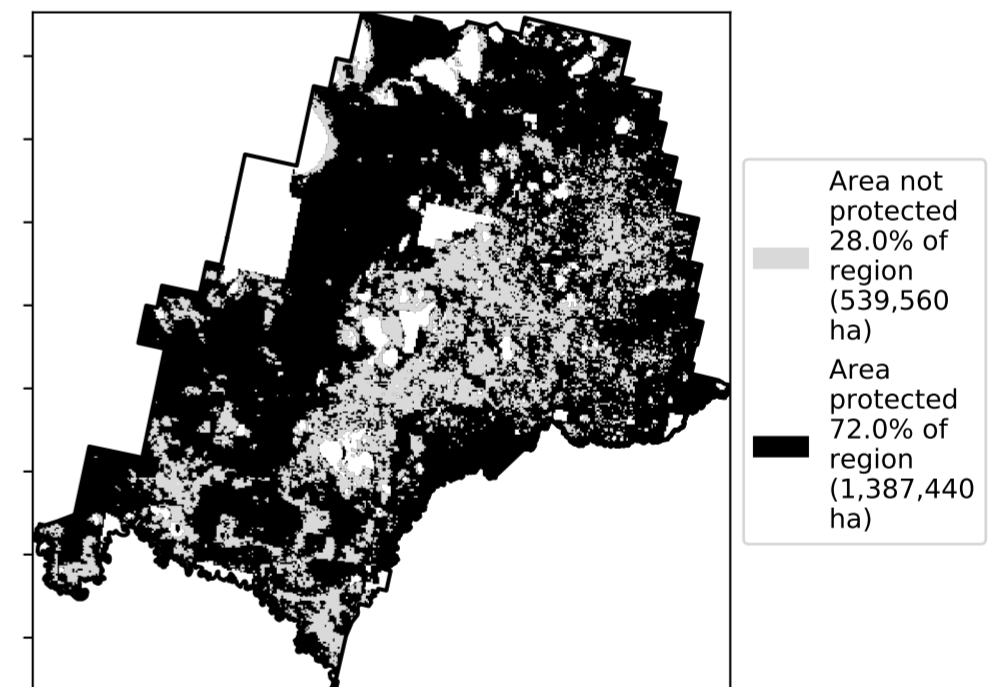 Area not
protected
28.0% of
region
(539,560
ha)
Area
protected
72.0% of
region
(1,387,440
ha)